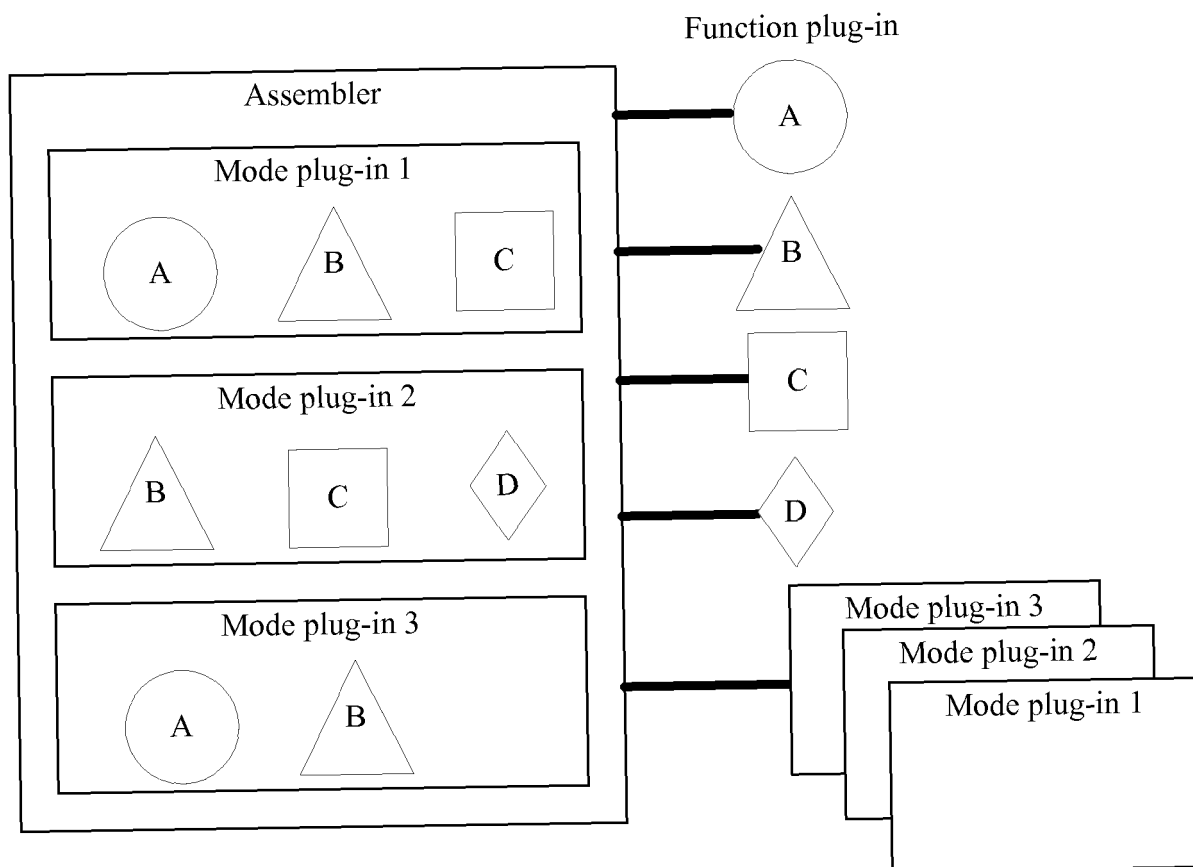 Function plug-in
Assembler
A
Mode plug-in 1
A
B
C
B
C
Mode plug-in 2
B
C
D
D
Mode plug-in 3
A
B
Mode plug-in 3
Mode plug-in 2
Mode plug-in 1